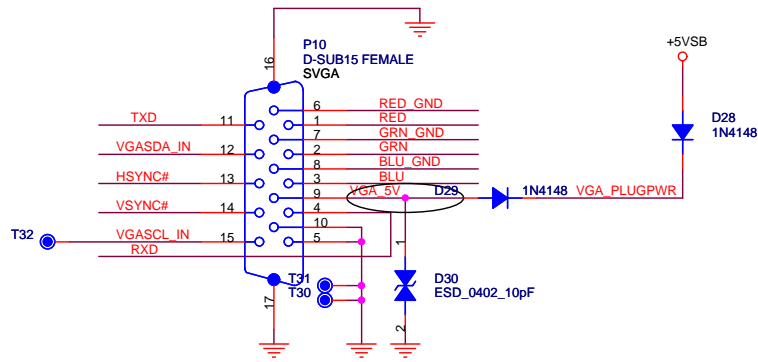 P10
D-SUB15 FEMALE
SVGA
+5VSB
16
6 RED_GND
TXD 11 1 RED
7 GRN_GND
D28
1N4148
VGASDA_IN 12 2 GRN
8 BLU_GND
HSYNC# 13 3 BLU
9 VGA_5V D29 1N4148 VGA_PLUGPWR
VSYNC# 14 4
10
T32 VGASCL_IN 15 5
RXD
1
T31
T30
D30
ESD_0402_10pF
17
2